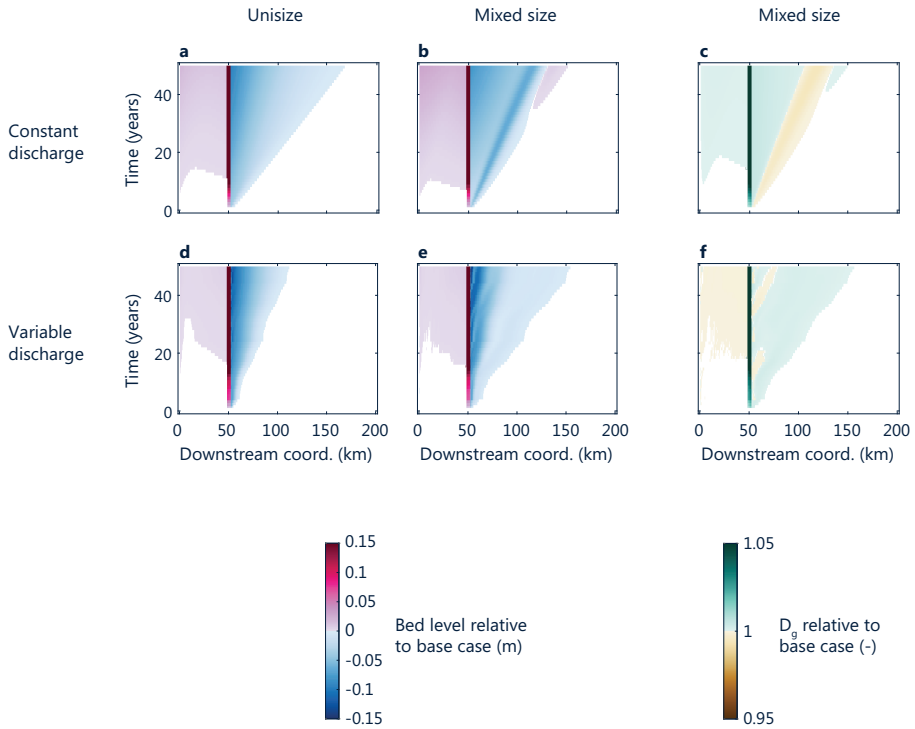 Unisize
Mixed size
Mixed size
a
b
c
Constant
discharge
Time (years)
40
20
0
d
e
f
Variable
discharge
Time (years)
40
20
0
0 50 100 150 200
0 50 100 150 200
0 50 100 150 200
Downstream coord. (km)
Downstream coord. (km)
Downstream coord. (km)
0.15
0.1
0.05
0
-0.05
-0.1
-0.15
Bed level relative
to base case (m)
1.05
1
0.95
Dg relative to
base case (-)